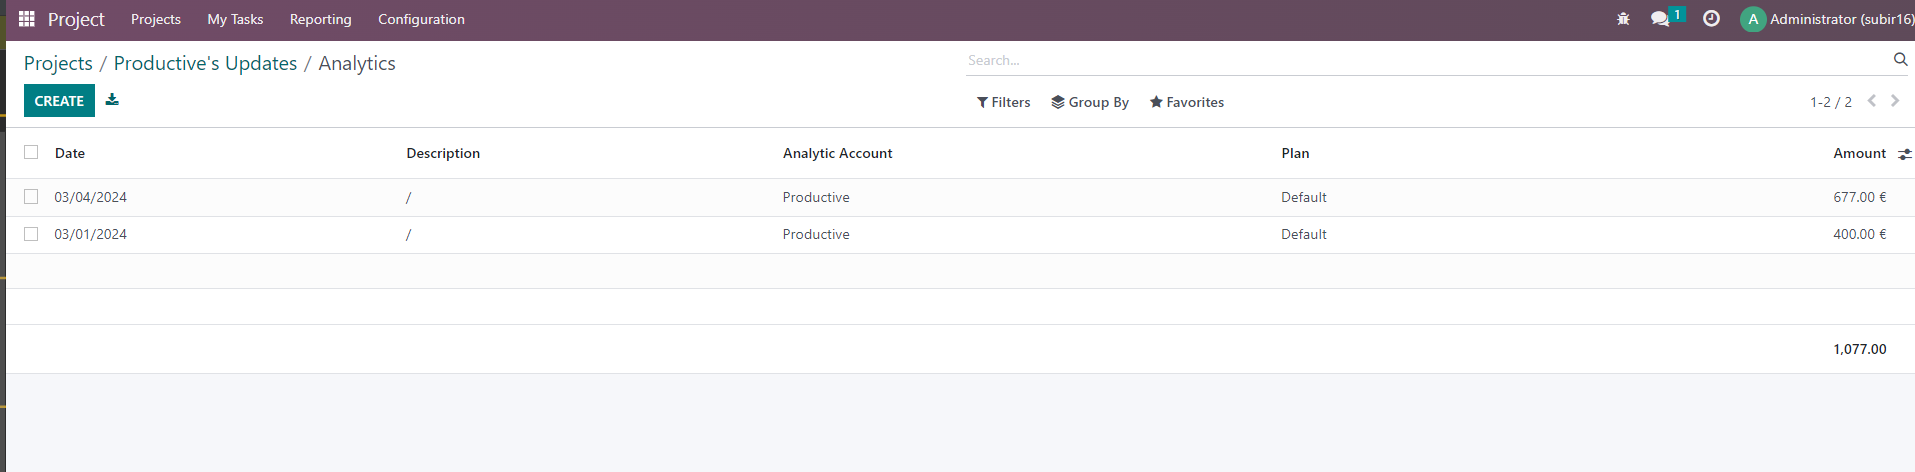 Project Projects My Tasks Reporting Configuration 1 A Administrator (subir16)
Projects / Productive's Updates / Analytics Search...
CREATE Filters Group By Favorites 1-2 / 2
Date Description Analytic Account Plan Amount
03/04/2024 / Productive Default 677.00 €
03/01/2024 / Productive Default 400.00 €
1,077.00